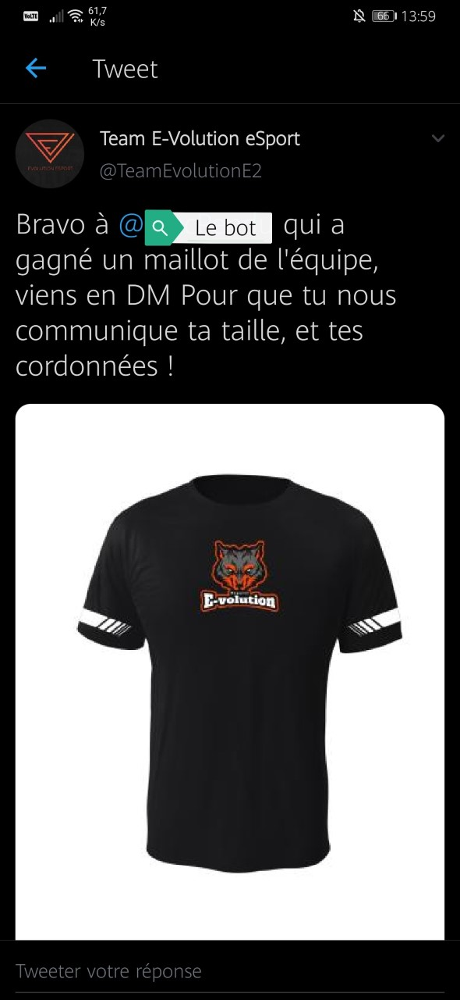 VoLTE 61,7 K/s 66 13:59
Tweet
EVOLUTION ESPORT
Team E-Volution eSport
@TeamEvolutionE2
Bravo à @ Le bot qui a
gagné un maillot de l'équipe,
viens en DM Pour que tu nous
communique ta taille, et tes
cordonnées !
E-volution
Tweeter votre réponse